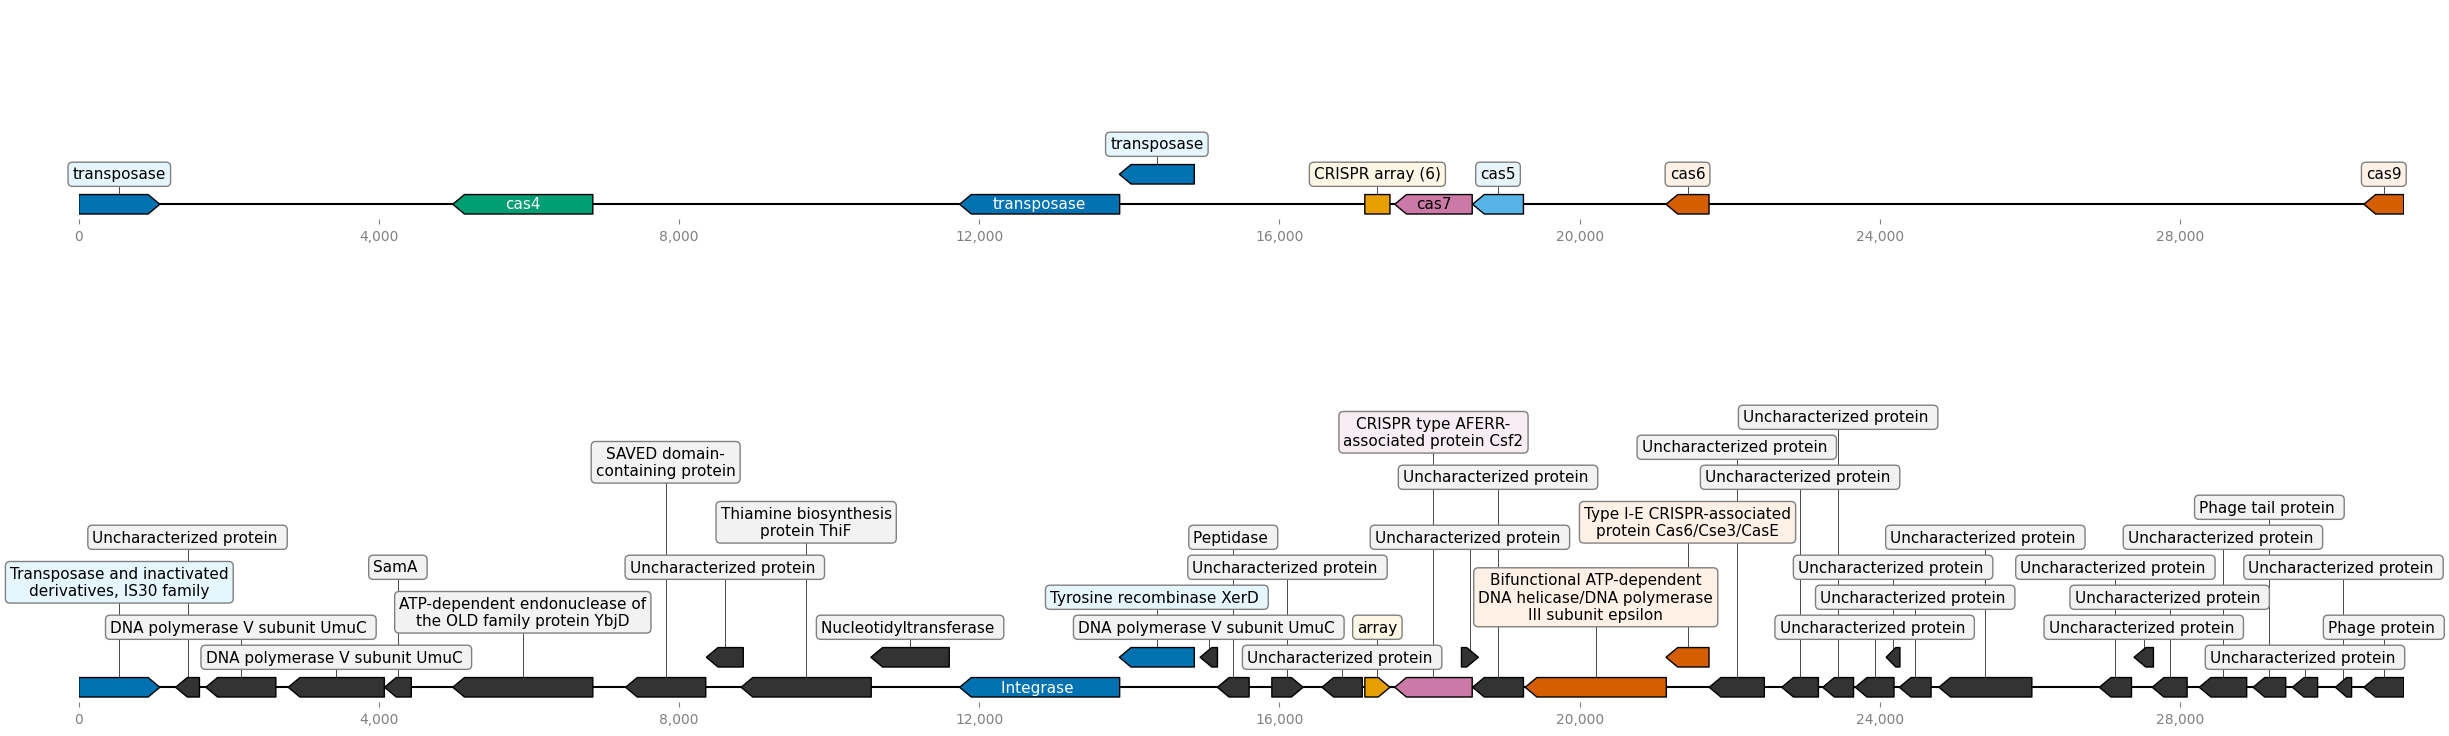 transposase
transposase
CRISPR array (6)
cas5
cas6
cas9
cas4
transposase
cas7
0
4,000
8,000
12,000
16,000
20,000
24,000
28,000
Uncharacterized protein
CRISPR type AFERR-
associated protein Csf2
Uncharacterized protein
SAVED domain-
containing protein
Uncharacterized protein
Uncharacterized protein
Phage tail protein
Thiamine biosynthesis
protein ThiF
Type I-E CRISPR-associated
protein Cas6/Cse3/CasE
Uncharacterized protein
Peptidase
Uncharacterized protein
Uncharacterized protein
Uncharacterized protein
Transposase and inactivated
derivatives, IS30 family
SamA
Uncharacterized protein
Uncharacterized protein
Uncharacterized protein
Uncharacterized protein
Uncharacterized protein
Bifunctional ATP-dependent
DNA helicase/DNA polymerase
III subunit epsilon
ATP-dependent endonuclease of
the OLD family protein YbjD
Tyrosine recombinase XerD
Uncharacterized protein
Uncharacterized protein
DNA polymerase V subunit UmuC
Nucleotidyltransferase
DNA polymerase V subunit UmuC
array
Uncharacterized protein
Uncharacterized protein
Phage protein
DNA polymerase V subunit UmuC
Uncharacterized protein
Uncharacterized protein
Integrase
0
4,000
8,000
12,000
16,000
20,000
24,000
28,000